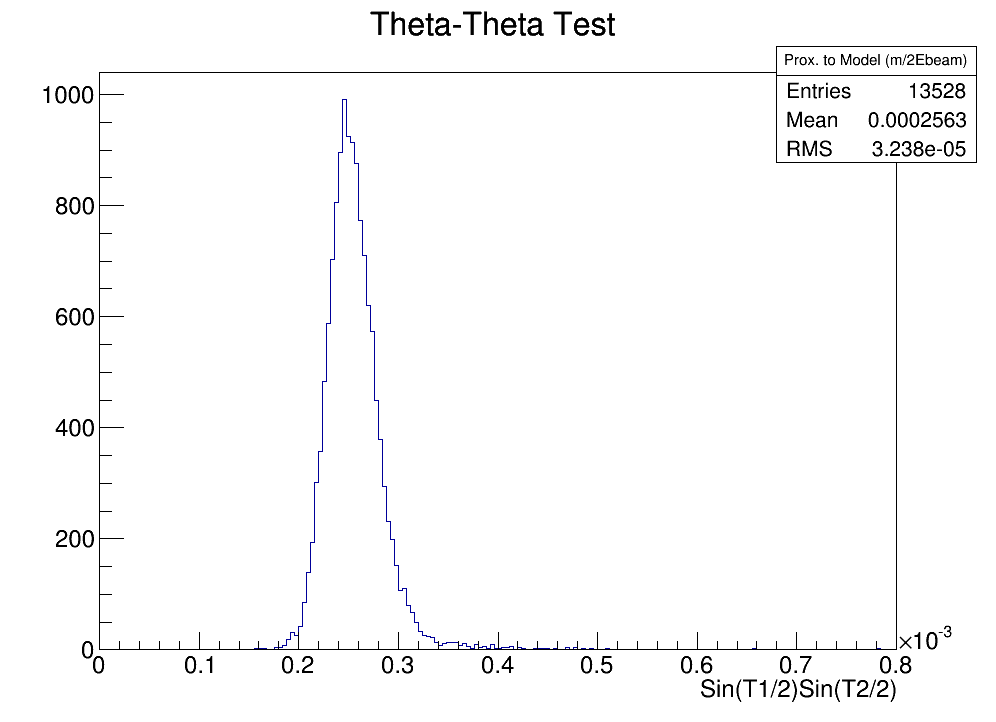 Theta-Theta Test
Prox. to Model (m/2Ebeam)
Entries 13528
Mean 0.0002563
RMS 3.238e-05
1000
800
600
400
200
0
0 0.1 0.2 0.3 0.4 0.5 0.6 0.7 0.8
×10-3
Sin(T1/2)Sin(T2/2)